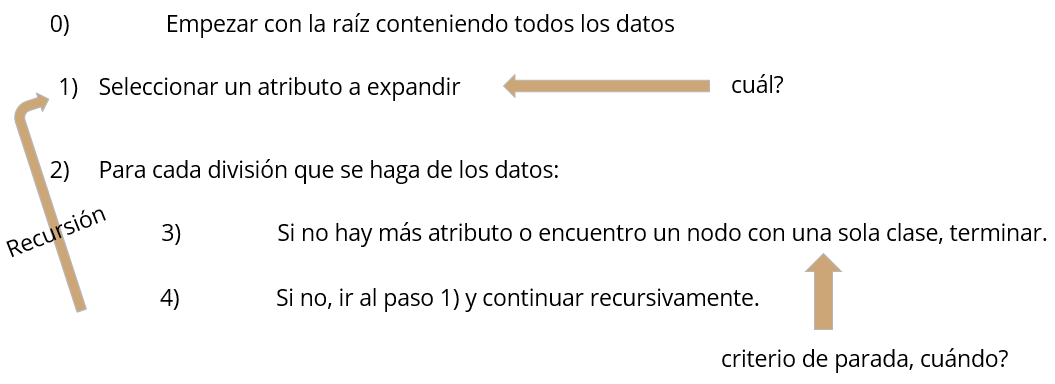 0) Empezar con la raíz conteniendo todos los datos
1) Seleccionar un atributo a expandir
cuál?
2) Para cada división que se haga de los datos:
Recursión
3) Si no hay más atributo o encuentro un nodo con una sola clase, terminar.
4) Si no, ir al paso 1) y continuar recursivamente.
criterio de parada, cuándo?